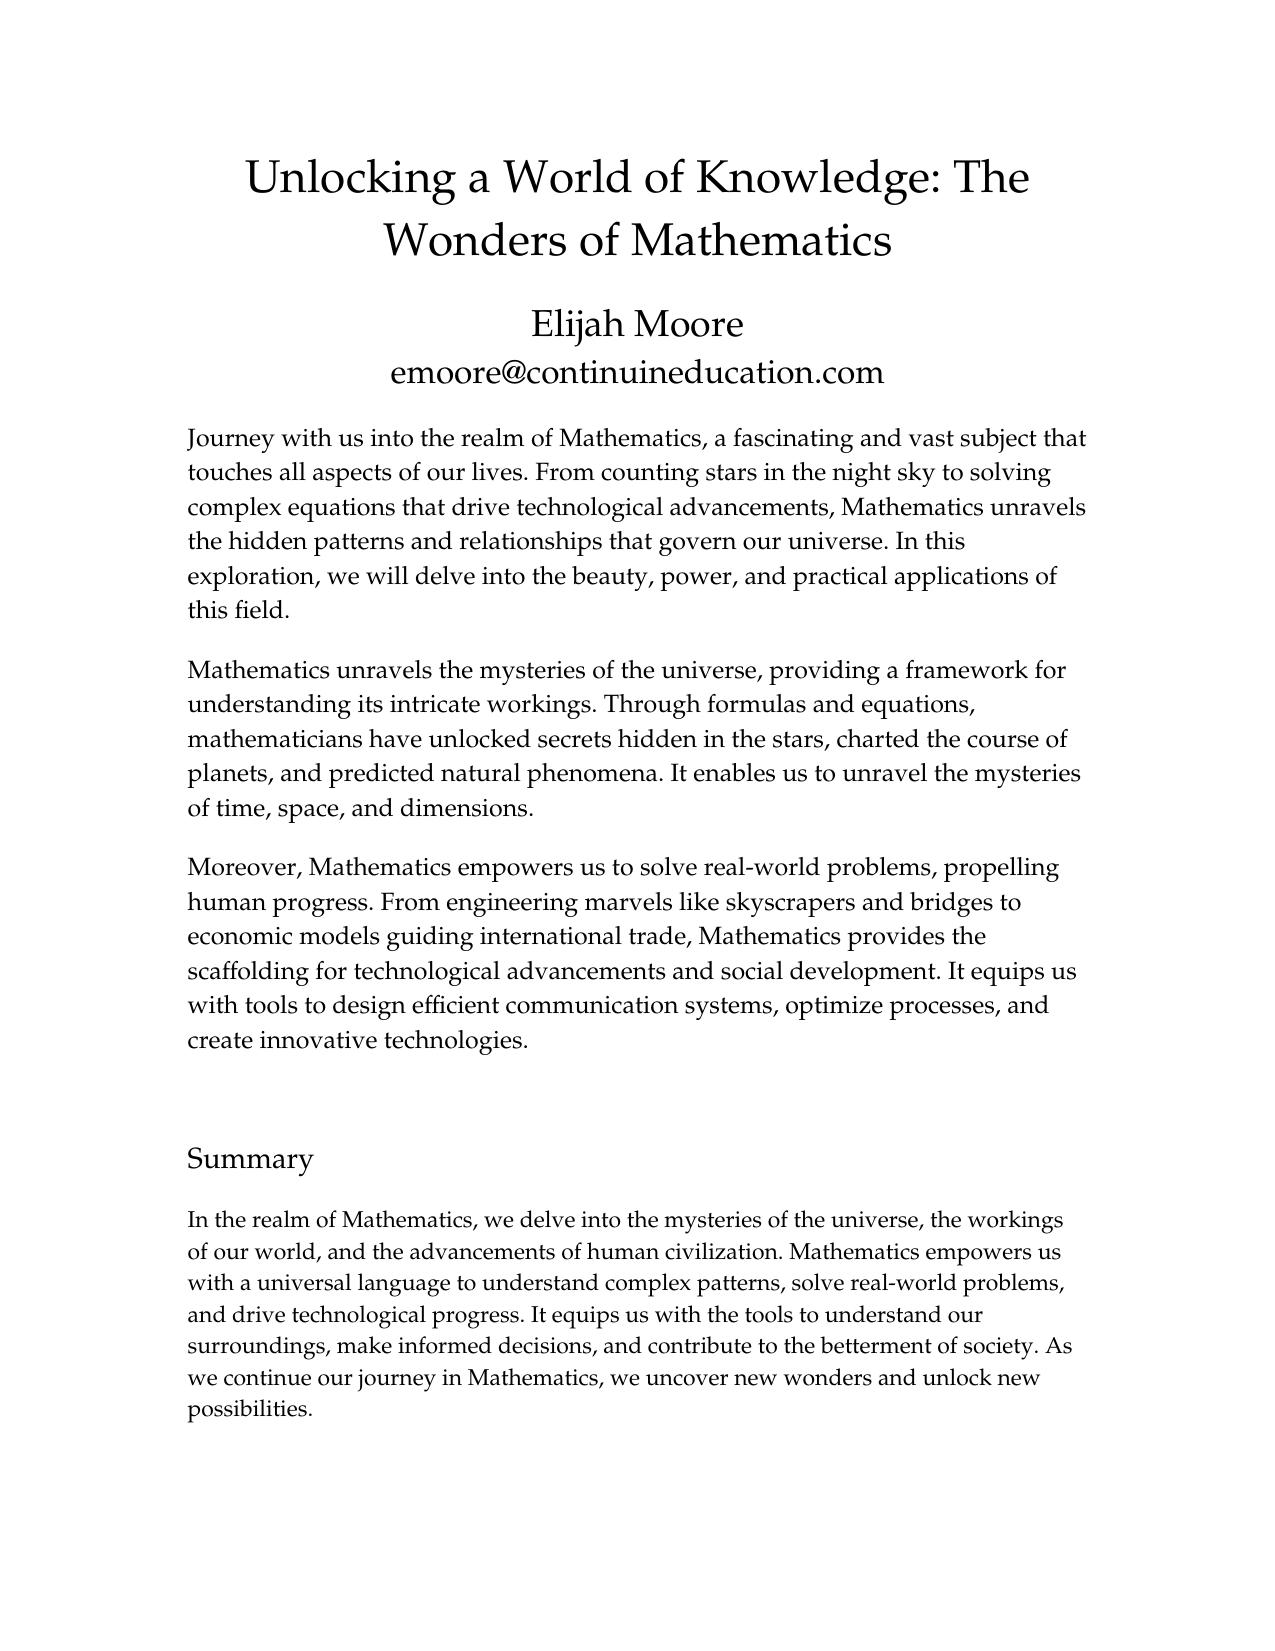 Unlocking a World of Knowledge: The
Wonders of Mathematics
Elijah Moore
emoore@continuineducation.com
Journey with us into the realm of Mathematics, a fascinating and vast subject that
touches all aspects of our lives. From counting stars in the night sky to solving
complex equations that drive technological advancements, Mathematics unravels
the hidden patterns and relationships that govern our universe. In this
exploration, we will delve into the beauty, power, and practical applications of
this field.
Mathematics unravels the mysteries of the universe, providing a framework for
understanding its intricate workings. Through formulas and equations,
mathematicians have unlocked secrets hidden in the stars, charted the course of
planets, and predicted natural phenomena. It enables us to unravel the mysteries
of time, space, and dimensions.
Moreover, Mathematics empowers us to solve real-world problems, propelling
human progress. From engineering marvels like skyscrapers and bridges to
economic models guiding international trade, Mathematics provides the
scaffolding for technological advancements and social development. It equips us
with tools to design efficient communication systems, optimize processes, and
create innovative technologies.
Summary
In the realm of Mathematics, we delve into the mysteries of the universe, the workings
of our world, and the advancements of human civilization. Mathematics empowers us
with a universal language to understand complex patterns, solve real-world problems,
and drive technological progress. It equips us with the tools to understand our
surroundings, make informed decisions, and contribute to the betterment of society. As
we continue our journey in Mathematics, we uncover new wonders and unlock new
possibilities.